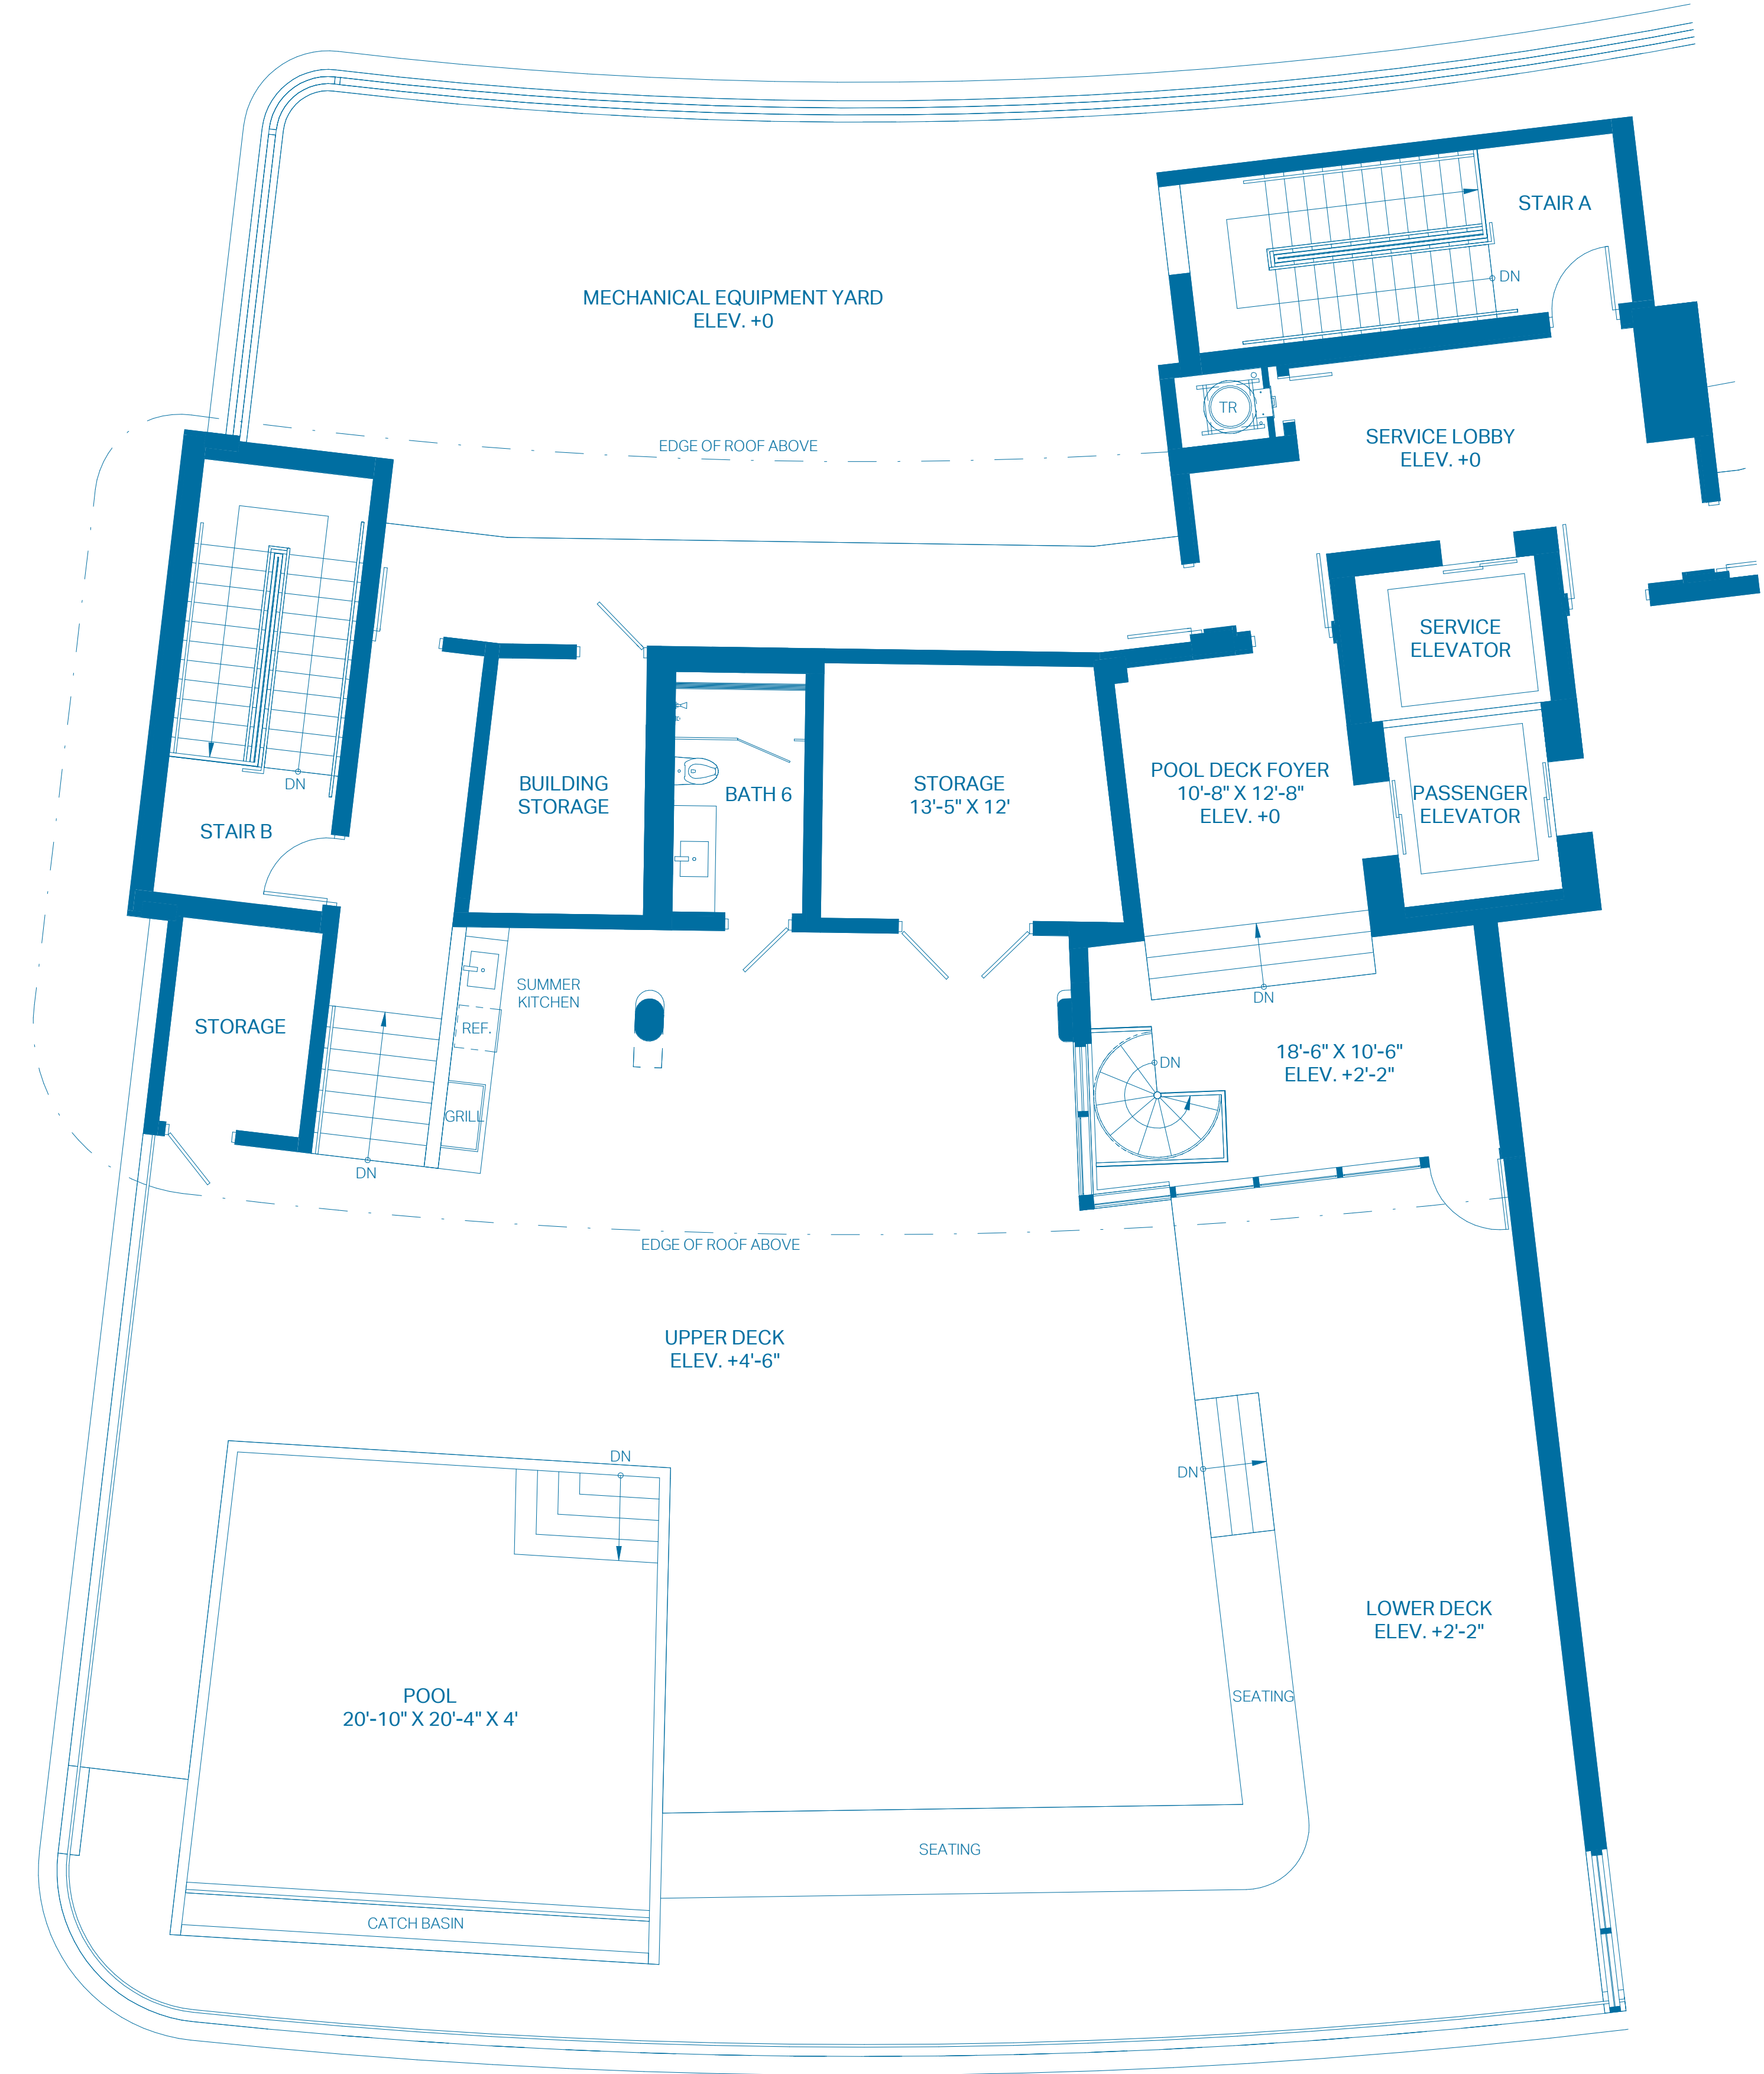 STAIR A
DN
MECHANICAL EQUIPMENT YARD
ELEV. +0
TR
EDGE OF ROOF ABOVE
SERVICE LOBBY
ELEV. +0
SERVICE
ELEVATOR
DN
STAIR B
BUILDING
STORAGE
BATH 6
STORAGE
13'-5" X 12'
POOL DECK FOYER
10'-8" X 12'-8"
ELEV. +0
PASSENGER
ELEVATOR
SUMMER
KITCHEN
DN
STORAGE
REF.
18'-6" X 10'-6"
ELEV. +2'-2"
DN
GRILL
DN
EDGE OF ROOF ABOVE
UPPER DECK
ELEV. +4'-6"
DN
DN
LOWER DECK
ELEV. +2'-2"
POOL
20'-10" X 20'-4" X 4'
SEATING
SEATING
CATCH BASIN